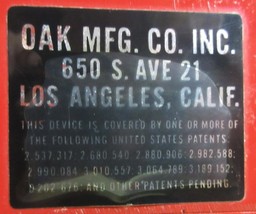 OAK MFG. CO. INC.
650 S. AVE 21
LOS ANGELES, CALIF.
THIS DEVICE IS COVERED BY ONE OR MORE OF
THE FOLLOWING UNITED STATES PATENTS
2.537.317; 2.680.540; 2.880.906; 2.982.588;
2.990.084; 3.010.557; 3.064.789; 3.189.152;
AND OTHER PATENTS PENDING